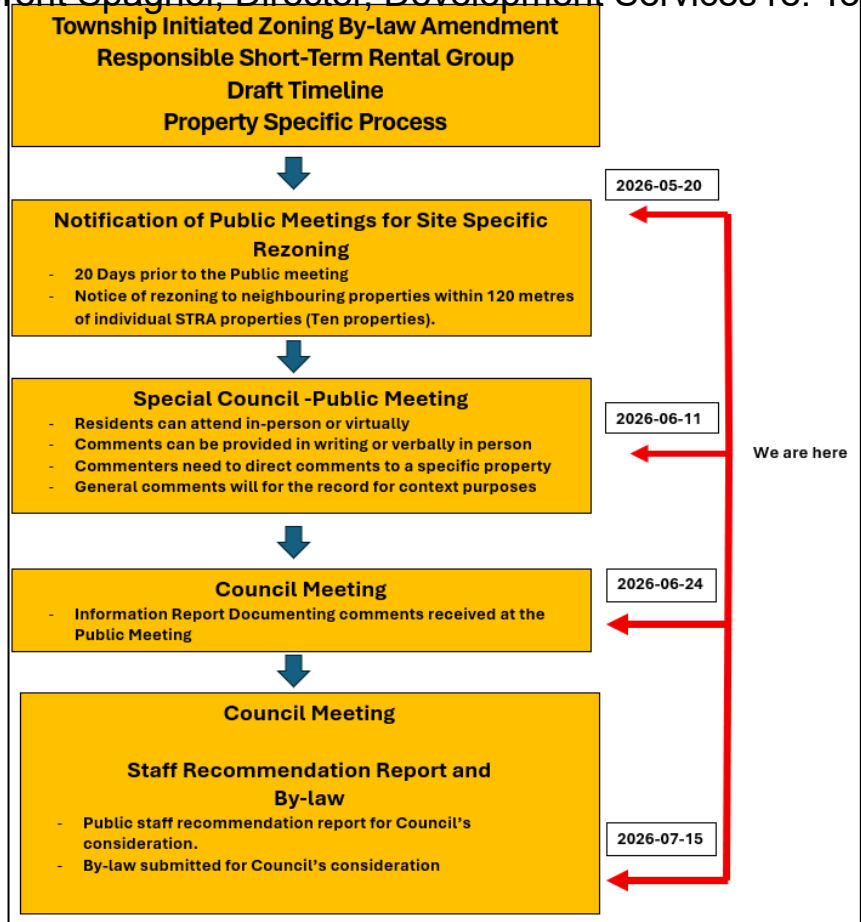 Spagnol, Director, Development Services re:
Township Initiated Zoning By-law Amendment
Responsible Short-Term Rental Group
Draft Timeline
Property Specific Process
2026-05-20
Notification of Public Meetings for Site Specific
Rezoning
- 20 Days prior to the Public meeting
- Notice of rezoning to neighbouring properties within 120 metres
of individual STRA properties (Ten properties).
Special Council -Public Meeting
- Residents can attend in-person or virtually
- Comments can be provided in writing or verbally in person
- Commenters need to direct comments to a specific property
- General comments will for the record for context purposes
2026-06-11
We are here
Council Meeting
- Information Report Documenting comments received at the
Public Meeting
2026-06-24
Council Meeting
Staff Recommendation Report and
By-law
- Public staff recommendation report for Council’s
consideration.
- By-law submitted for Council’s consideration
2026-07-15